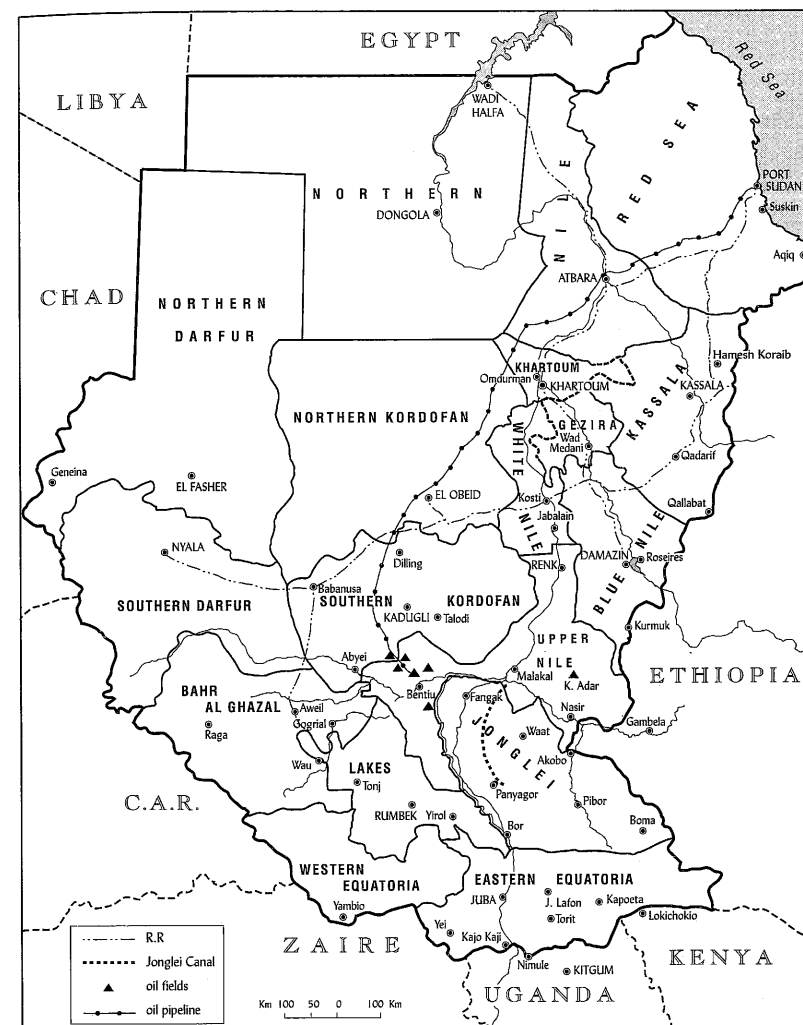 EGYPT
Red Sea
LIBYA
WADI
HALFA
NILE
RED SEA
NORTHERN
PORT
SUDAN
Suskin
DONGOLA
Aqiq
ATBARA
CHAD
NORTHERN
DARFUR
KHARTOUM
Hamesh Koraib
Omdurman
KHARTOUM
KASSALA
KASSALA
NORTHERN KORDOFAN
WHITE
NILE
GEZIRA
Wad
Medani
Qadarif
Geneina
EL FASHER
EL OBEID
Kosti
Qallabat
Jabalain
BLUE NILE
NYALA
Dilling
RENK
DAMAZIN
Roseires
Babanusa
SOUTHERN DARFUR
SOUTHERN
KORDOFAN
KADUGLI
Talodi
Kurmuk
UPPER
NILE
Abyei
Malakal
K. Adar
ETHIOPIA
BAHR
AL GHAZAL
Bentiu
Fangak
Aweil
Nasir
Raga
Gogrial
JONGLEI
Waat
Gambela
Wau
LAKES
Akobo
Tonj
Panyagor
C.A.R.
RUMBEK
Yirol
Pibor
Bor
Boma
WESTERN
EQUATORIA
EASTERN
EQUATORIA
JUBA
J. Lafon
Kapoeta
Yambio
Torit
Lokichokio
Yei
Kajo Kaji
ZAIRE
Nimule
KITGUM
KENYA
UGANDA
R.R
Jonglei Canal
oil fields
oil pipeline
Km 100 50 0 100 Km